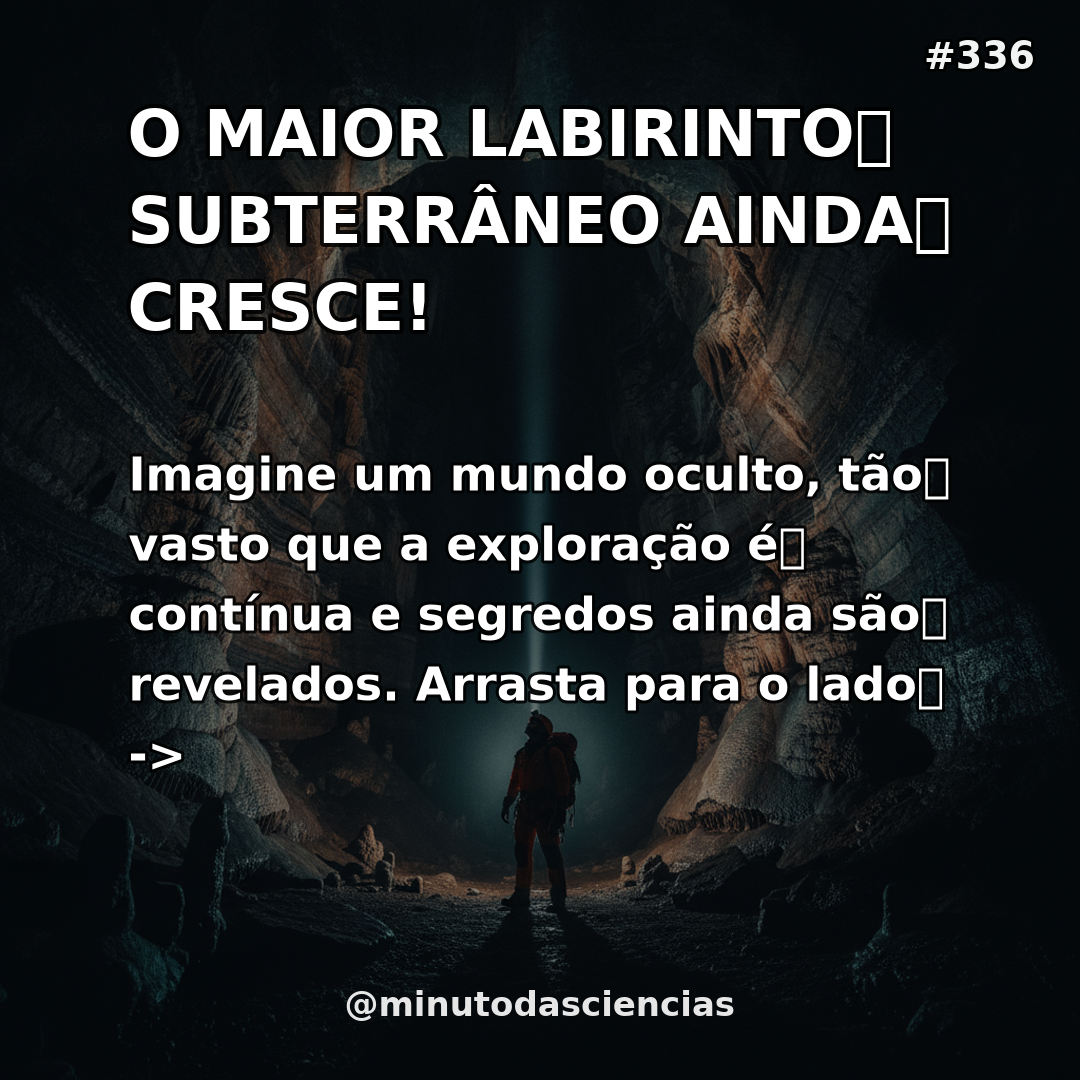 #336
O MAIOR LABIRINTO▯
SUBTERRÂNEO AINDA▯
CRESCE!
Imagine um mundo oculto, tão▯
vasto que a exploração é▯
contínua e segredos ainda são▯
revelados. Arrasta para o lado▯
->
@minutodasciencias